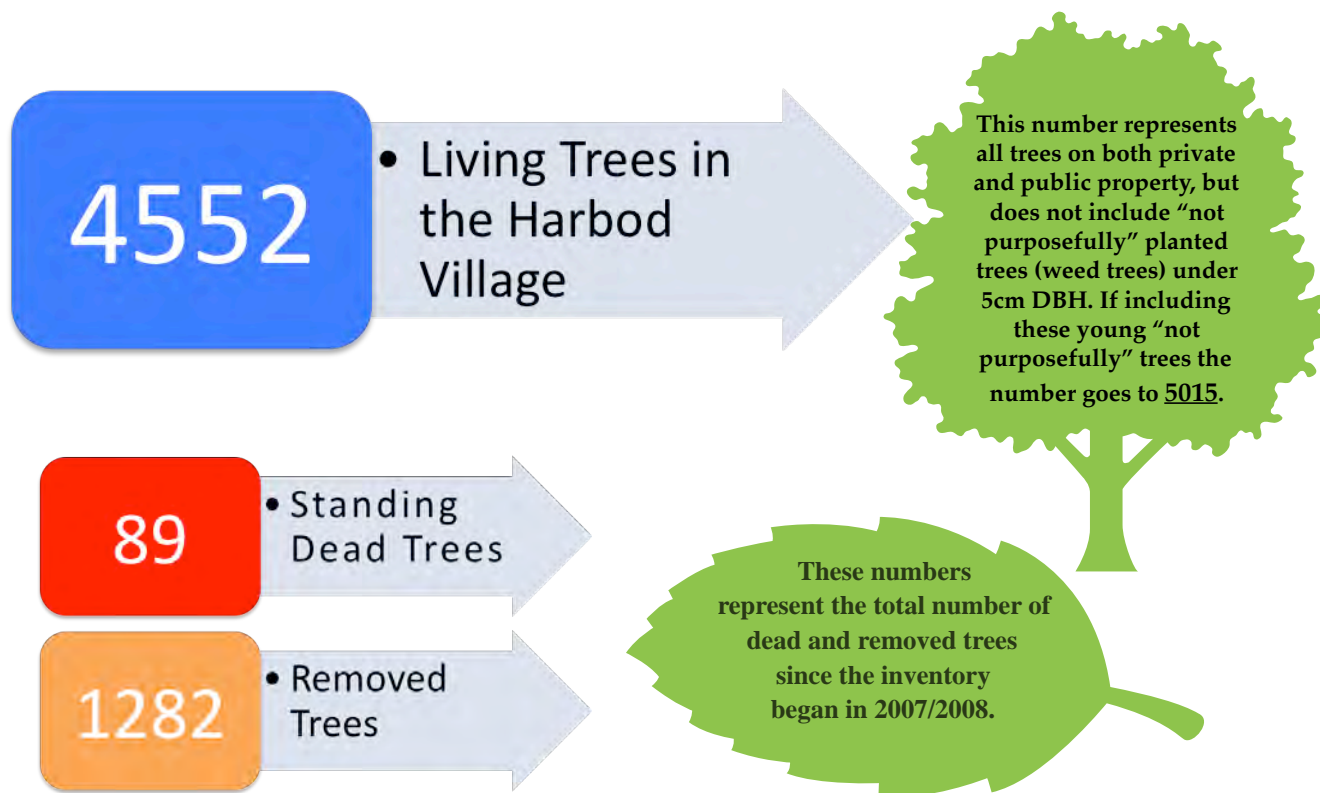 4552
• Living Trees in
the Harbod
Village
This number represents
all trees on both private
and public property, but
does not include “not
purposefully” planted
trees (weed trees) under
5cm DBH. If including
these young “not
purposefully” trees the
number goes to 5015.
89
• Standing
Dead Trees
1282
• Removed
Trees
These numbers
represent the total number of
dead and removed trees
since the inventory
began in 2007/2008.